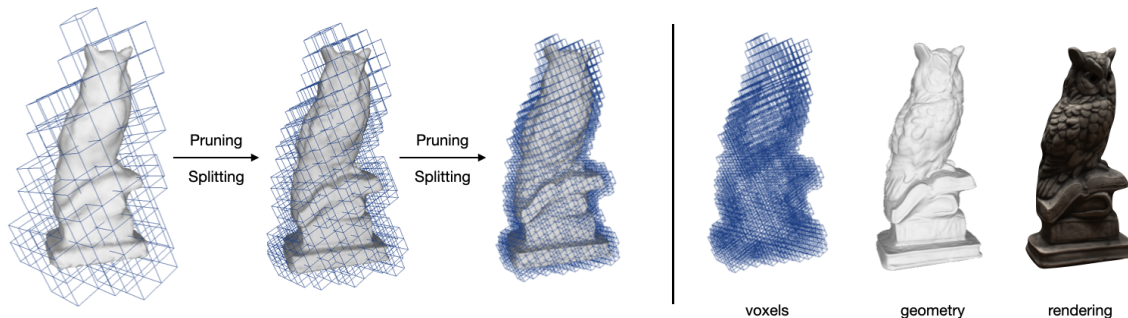 Pruning
Splitting
Pruning
Splitting
voxels
geometry
rendering